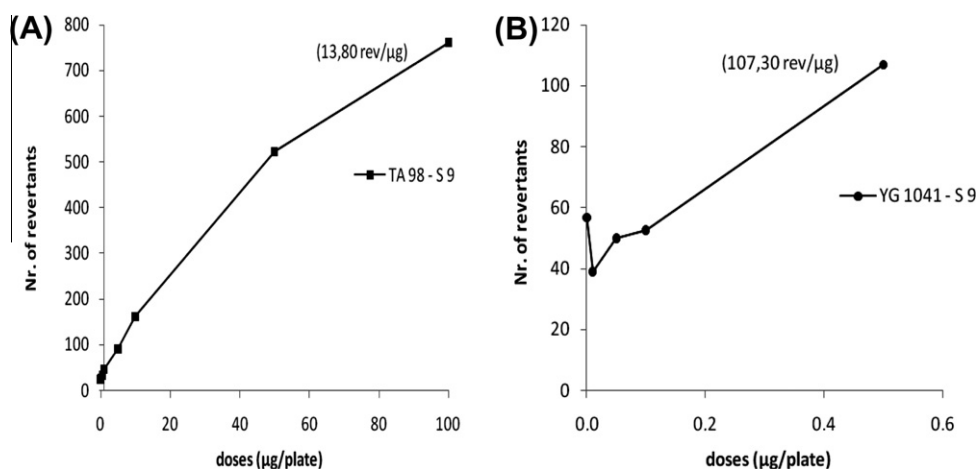 (A)
800
700
600
500
400
300
200
100
0
Nr. of revertants
(13,80 rev/µg)
TA 98 - S 9
0
20
40
60
80
100
doses (µg/plate)
(B)
120
100
80
60
40
20
0
Nr. of revertants
(107,30 rev/µg)
YG 1041 - S 9
0.0
0.2
0.4
0.6
doses (µg/plate)